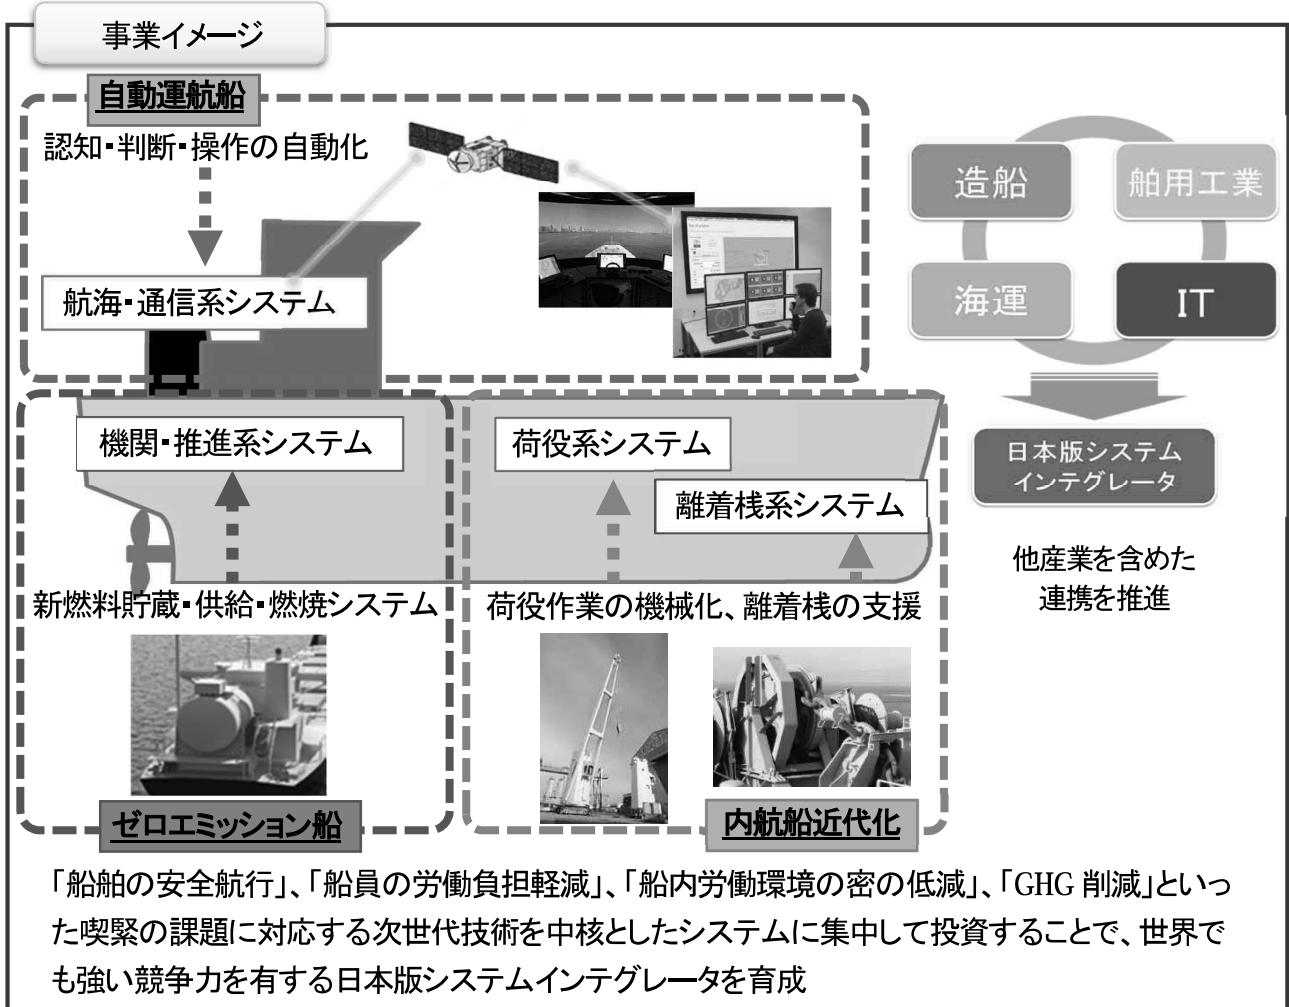 事業イメージ
自動運航船
認知・判断・操作の自動化
航海・通信系システム
造船
舶用工業
海運
IT
日本版システム
インテグレータ
他産業を含めた
連携を推進
機関・推進系システム
荷役系システム
離着桟系システム
新燃料貯蔵・供給・燃焼システム
荷役作業の機械化、離着桟の支援
ゼロエミッション船
内航船近代化
「船舶の安全航行」、「船員の労働負担軽減」、「船内労働環境の密の低減」、「GHG 削減」といっ
た喫緊の課題に対応する次世代技術を中核としたシステムに集中して投資することで、世界で
も強い競争力を有する日本版システムインテグレータを育成